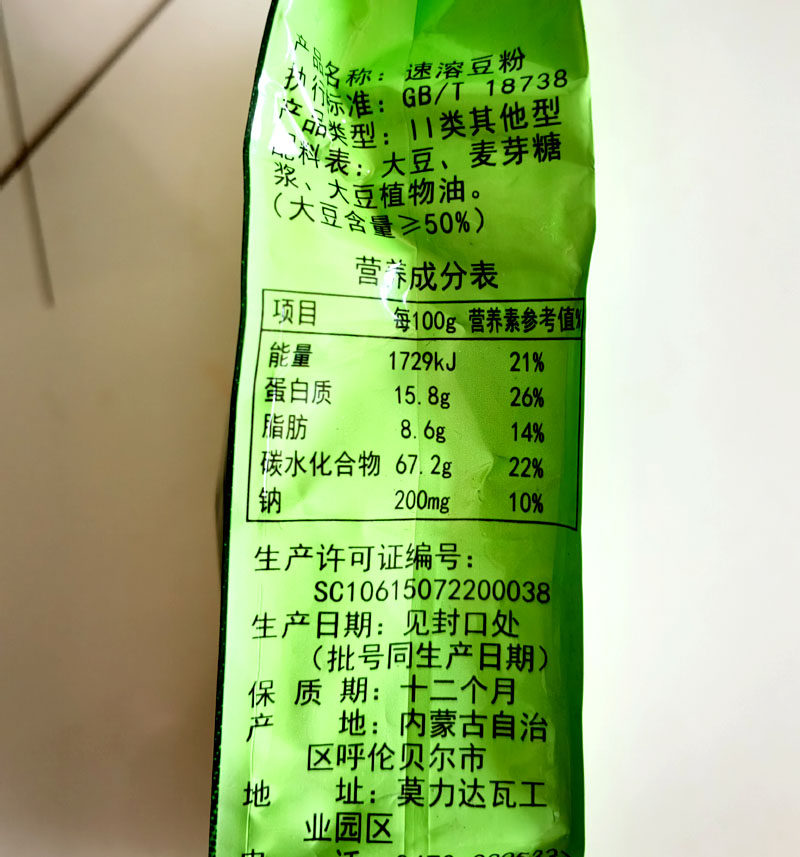 产品名称：速溶豆粉
执行标准：GB/T 18738
产品类型：II类其他型
配料表：大豆、麦芽糖
浆、大豆植物油。
（大豆含量≥50%）
营养成分表
项目 每100g 营养素参考值%
能量 1729kJ 21%
蛋白质 15.8g 26%
脂肪 8.6g 14%
碳水化合物 67.2g 22%
钠 200mg 10%
生产许可证编号：
SC10615072200038
生产日期：见封口处
（批号同生产日期）
保质期：十二个月
产地：内蒙古自治
区呼伦贝尔市
地址：莫力达瓦工
业园区